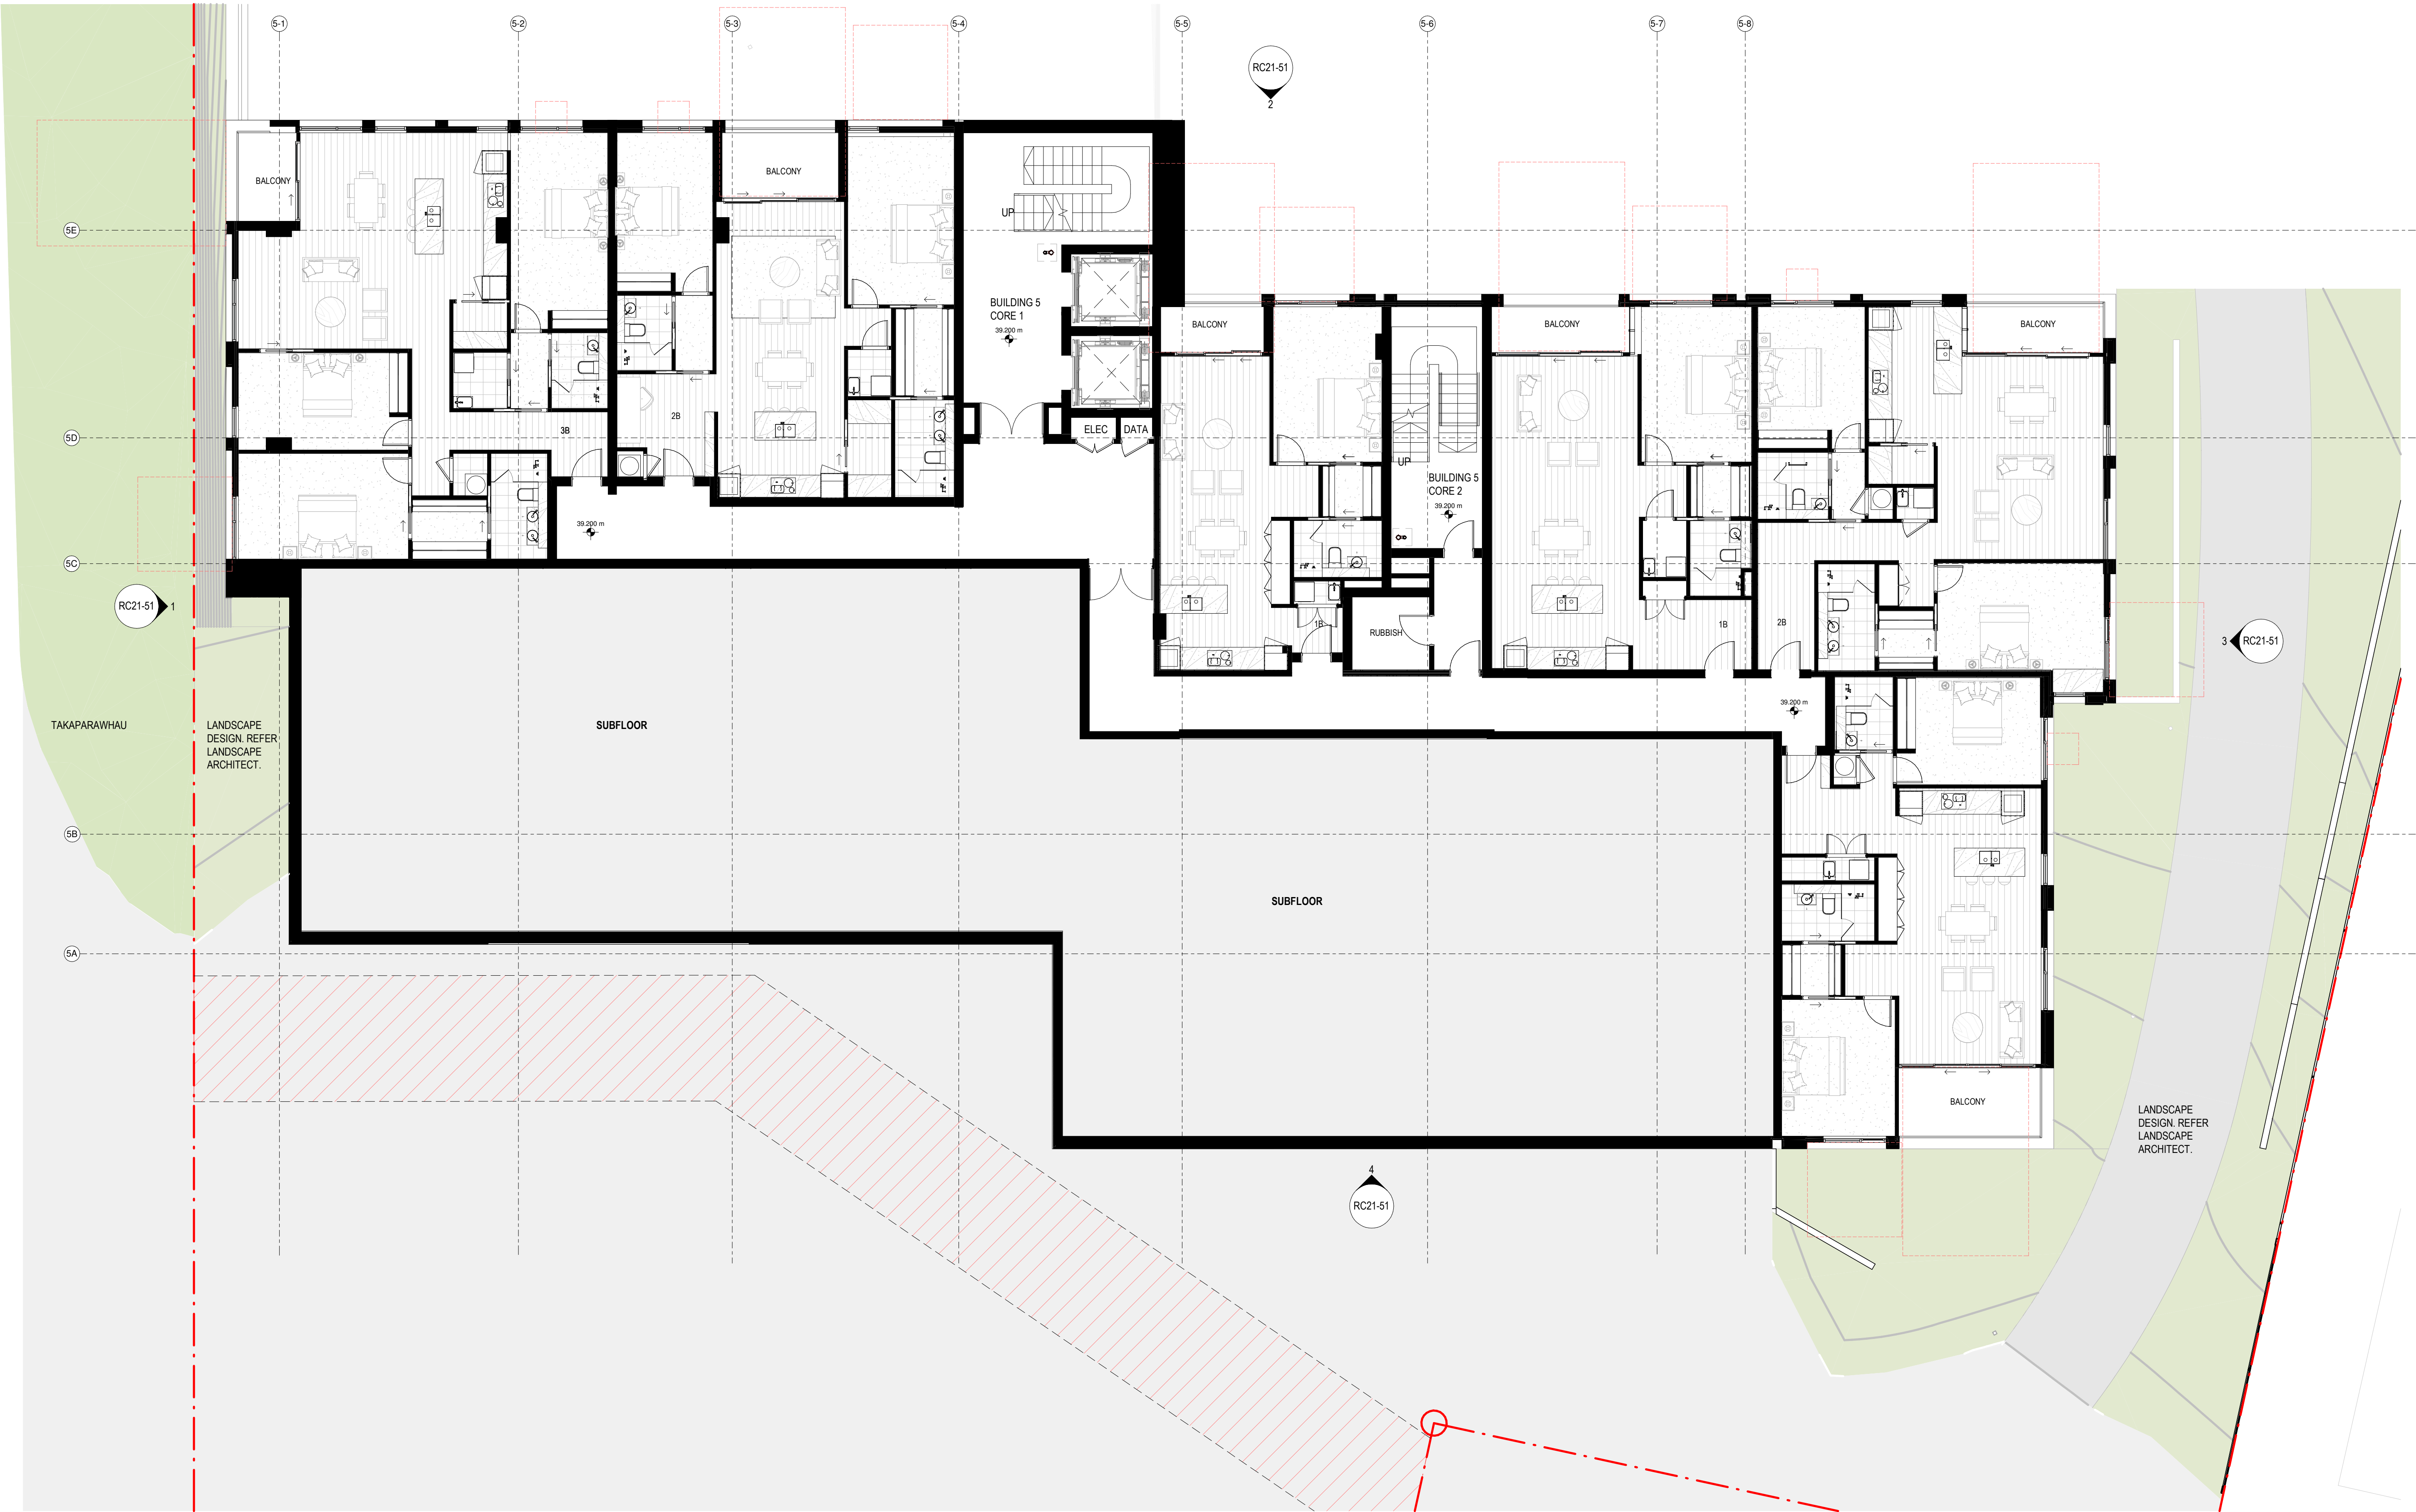 5-1
5-2
5-3
5-4
5-5
5-6
5-7
5-8
RC21-51
2
BALCONY
BALCONY
UP
5E
BUILDING 5
CORE 1
39.200 m
BALCONY
BALCONY
BALCONY
2B
3B
ELEC
DATA
5D
UP
BUILDING 5
CORE 2
39.200 m
39.200 m
5C
RC21-51
1
1B
RUBBISH
1B
2B
3
RC21-51
39.200 m
TAKAPARAWHAU
LANDSCAPE
DESIGN. REFER
LANDSCAPE
ARCHITECT.
SUBFLOOR
5B
SUBFLOOR
5A
BALCONY
LANDSCAPE
DESIGN. REFER
LANDSCAPE
ARCHITECT.
4
RC21-51